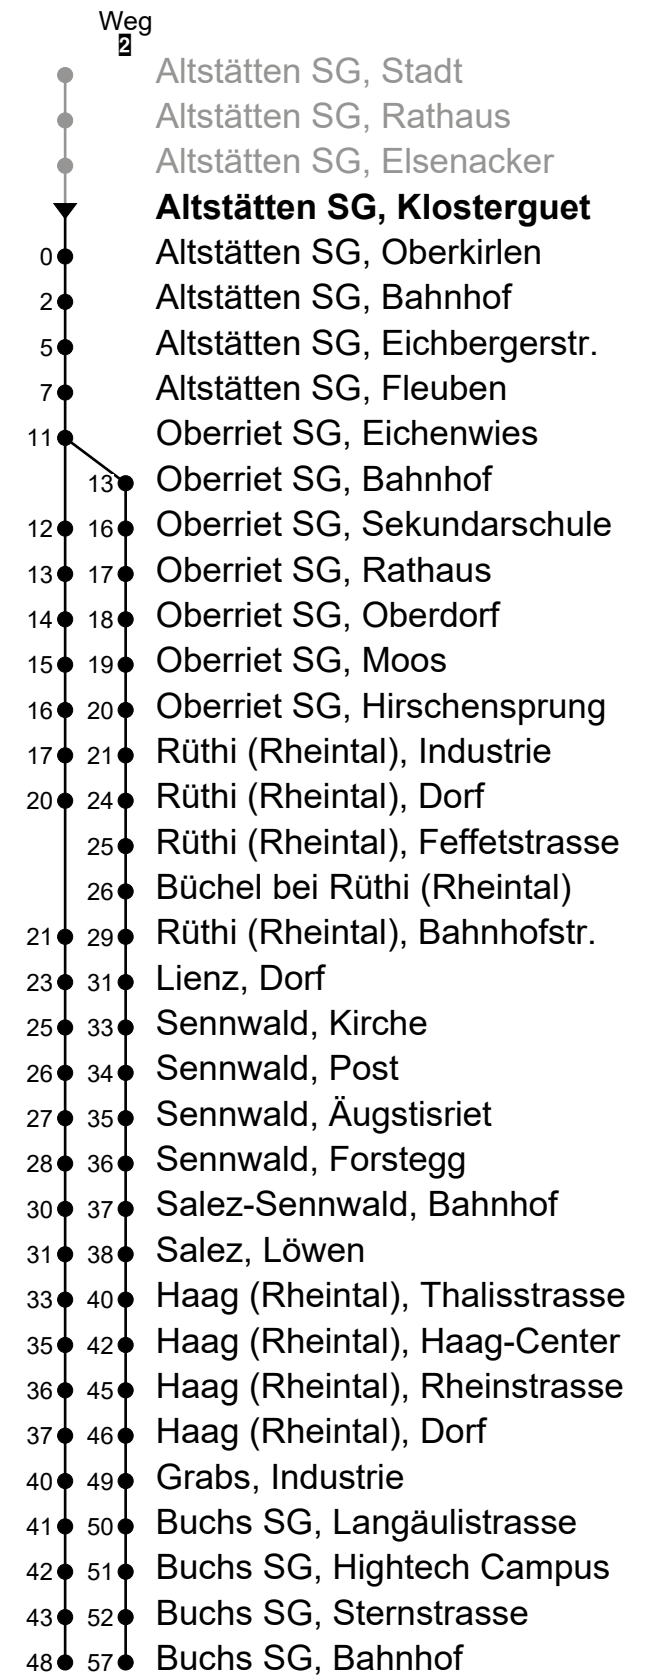 Weg
2
Altstätten SG, Stadt
Altstätten SG, Rathaus
Altstätten SG, Elsenacker
Altstätten SG, Klosterguet
0 Altstätten SG, Oberkirlen
2 Altstätten SG, Bahnhof
5 Altstätten SG, Eichbergerstr.
7 Altstätten SG, Fleuben
11 Oberriet SG, Eichenwies
13 Oberriet SG, Bahnhof
12 16 Oberriet SG, Sekundarschule
13 17 Oberriet SG, Rathaus
14 18 Oberriet SG, Oberdorf
15 19 Oberriet SG, Moos
16 20 Oberriet SG, Hirschensprung
17 21 Rüthi (Rheintal), Industrie
20 24 Rüthi (Rheintal), Dorf
25 Rüthi (Rheintal), Feffetstrasse
26 Büchel bei Rüthi (Rheintal)
21 29 Rüthi (Rheintal), Bahnhofstr.
23 31 Lienz, Dorf
25 33 Sennwald, Kirche
26 34 Sennwald, Post
27 35 Sennwald, Äugstisriet
28 36 Sennwald, Forstegg
30 37 Salez-Sennwald, Bahnhof
31 38 Salez, Löwen
33 40 Haag (Rheintal), Thalisstrasse
35 42 Haag (Rheintal), Haag-Center
36 45 Haag (Rheintal), Rheinstrasse
37 46 Haag (Rheintal), Dorf
40 49 Grabs, Industrie
41 50 Buchs SG, Langäulistrasse
42 51 Buchs SG, Hightech Campus
43 52 Buchs SG, Sternstrasse
48 57 Buchs SG, Bahnhof